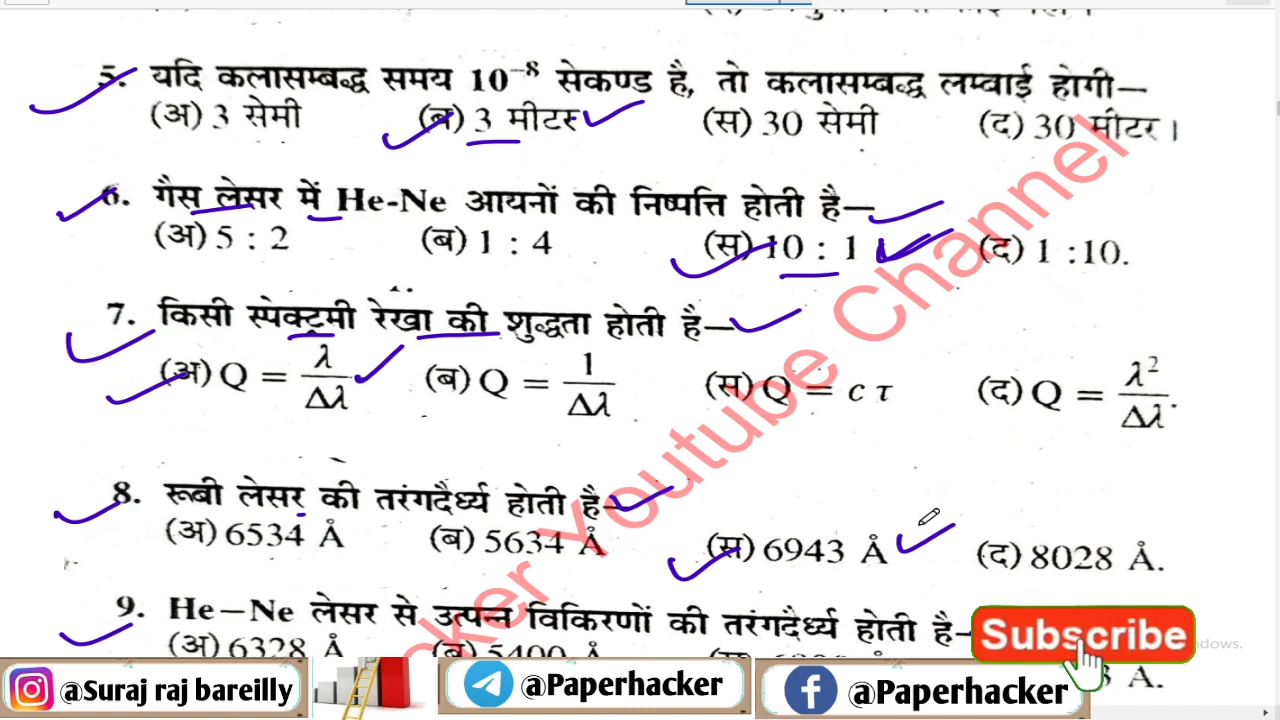 5. यदि कलासम्बद्ध समय 10⁻⁸ सेकण्ड है, तो कलासम्बद्ध लम्वाई होगी—
(अ) 3 सेमी (ब) 3 मीटर (स) 30 सेमी (द) 30 मीटर।
6. गैस लेसर में He-Ne आयनों की निष्पत्ति होती है—
(अ) 5 : 2 (ब) 1 : 4 (स) 10 : 1 (द) 1 :10.
7. किसी स्पेक्ट्रमी रेखा की शुद्धता होती है—
(अ) Q = λ/Δλ (ब) Q = 1/Δλ (स) Q = c τ (द) Q = λ²/Δλ.
8. रूबी लेसर की तरंगदैर्ध्य होती है—
(अ) 6534 Å (ब) 5634 Å (स) 6943 Å (द) 8028 Å.
9. He—Ne लेसर से उत्पन्न विकिरणों की तरंगदैर्ध्य होती है—
(अ) 6328 Å (ब) 5400 Å
Youtube Channel
Subscribe
@Suraj raj bareilly
@Paperhacker
@Paperhacker